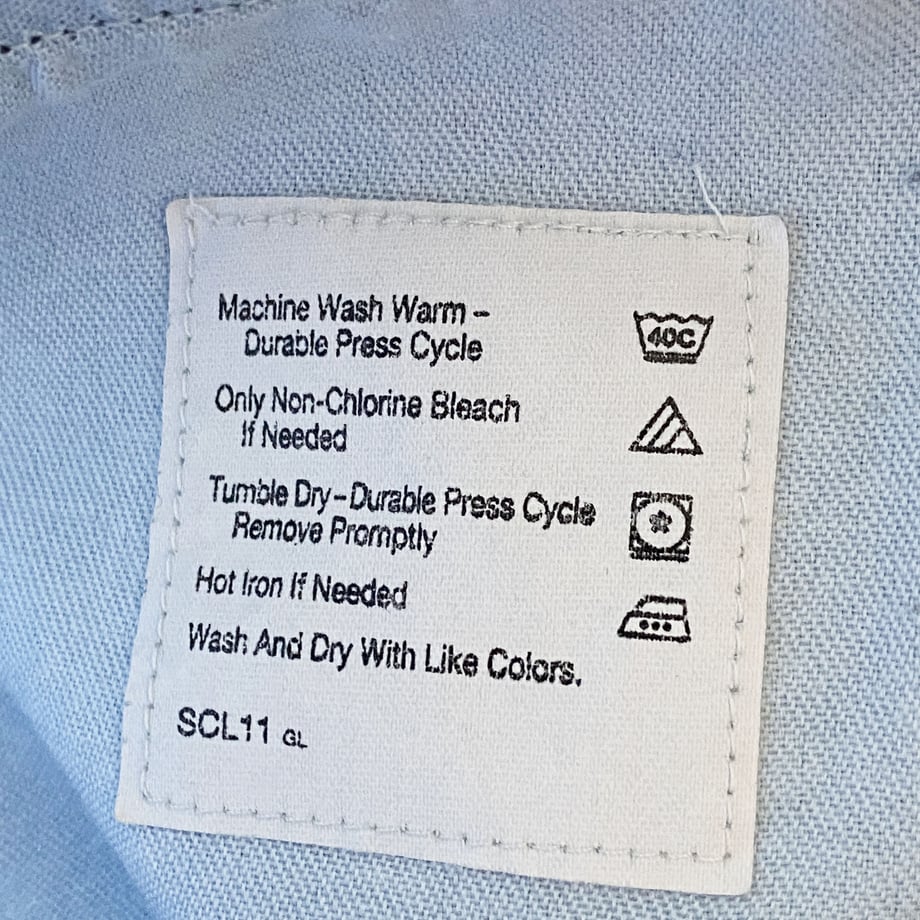 Machine Wash Warm –
Durable Press Cycle
40C
Only Non-Chlorine Bleach
If Needed
Tumble Dry – Durable Press Cycle
Remove Promptly
Hot Iron If Needed
Wash And Dry With Like Colors.
SCL11 GL